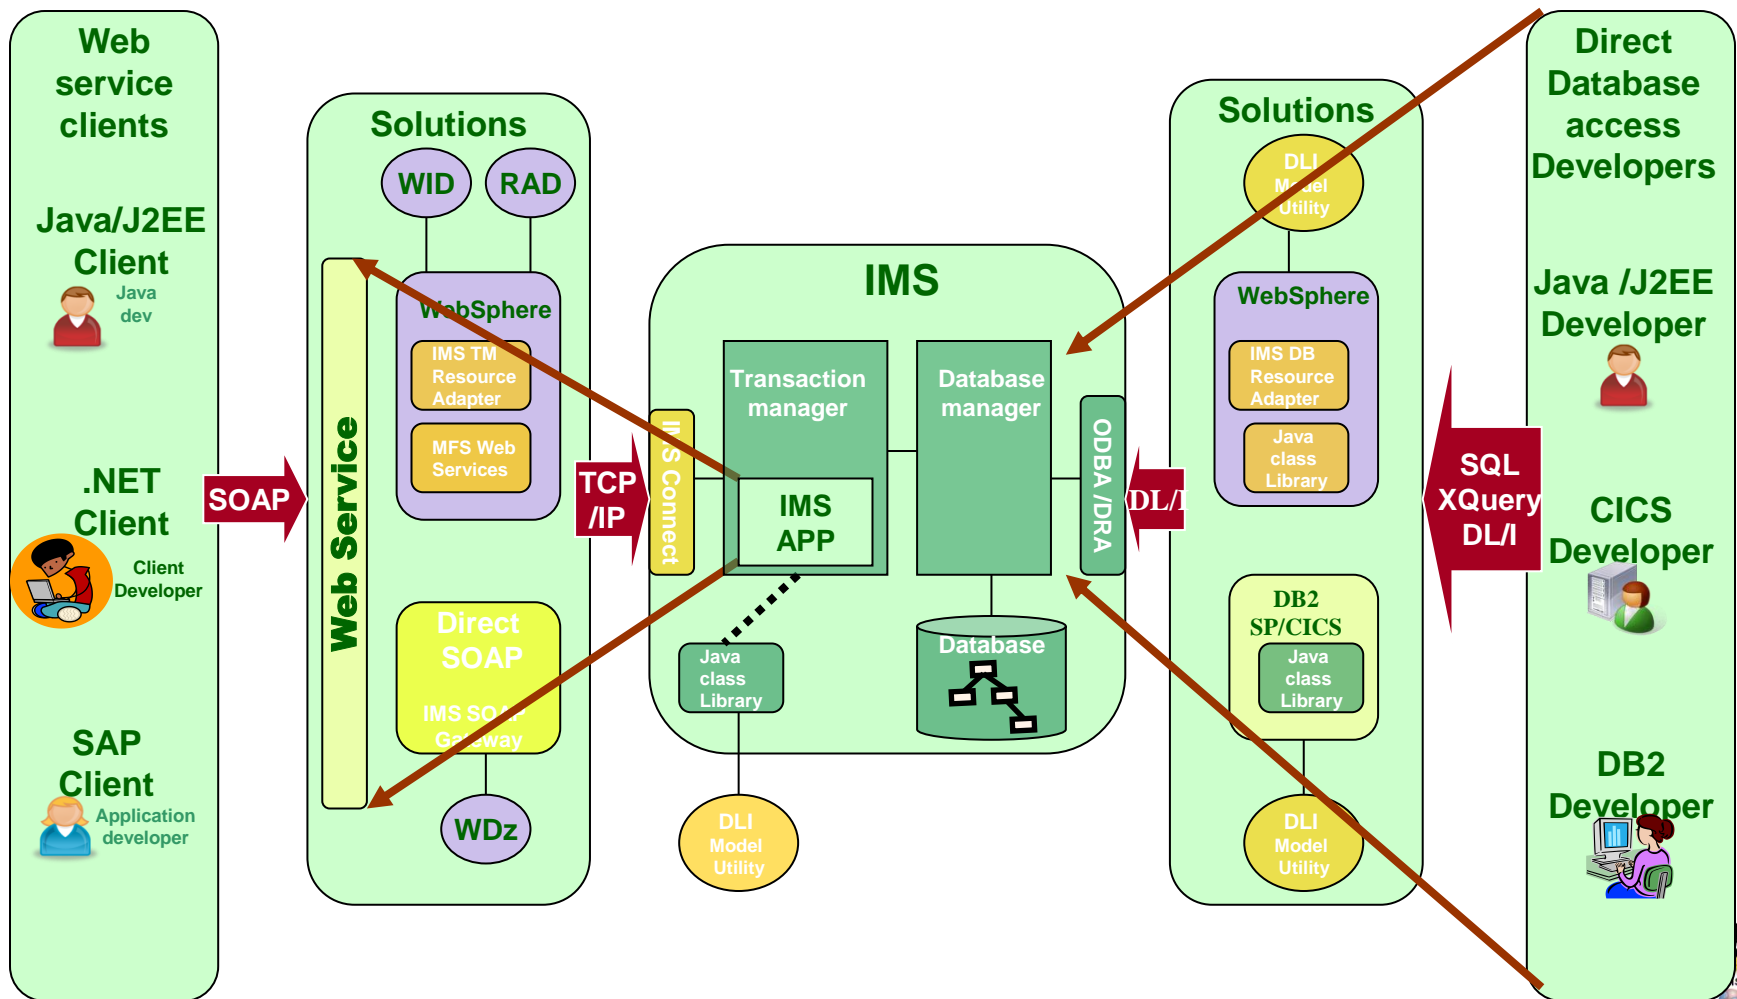 Web
service
clients
Java/J2EE
Client
Java
dev
.NET
Client
Client
Developer
SAP
Client
Application
developer
SOAP
Solutions
WID
RAD
Web Service
WebSphere
IMS TM
Resource
Adapter
MFS Web
Services
Direct
SOAP
IMS SOAP
Gateway
WDz
TCP
/IP
IMS
IMS Connect
Transaction
manager
IMS
APP
Database
manager
ODBA /DRA
Java
class
Library
Database
DLI
Model
Utility
DL/I
Solutions
DLI
Model
Utility
WebSphere
IMS DB
Resource
Adapter
Java
class
Library
DB2
SP/CICS
Java
class
Library
DLI
Model
Utility
SQL
XQuery
DL/I
Direct
Database
access
Developers
Java /J2EE
Developer
CICS
Developer
DB2
Developer